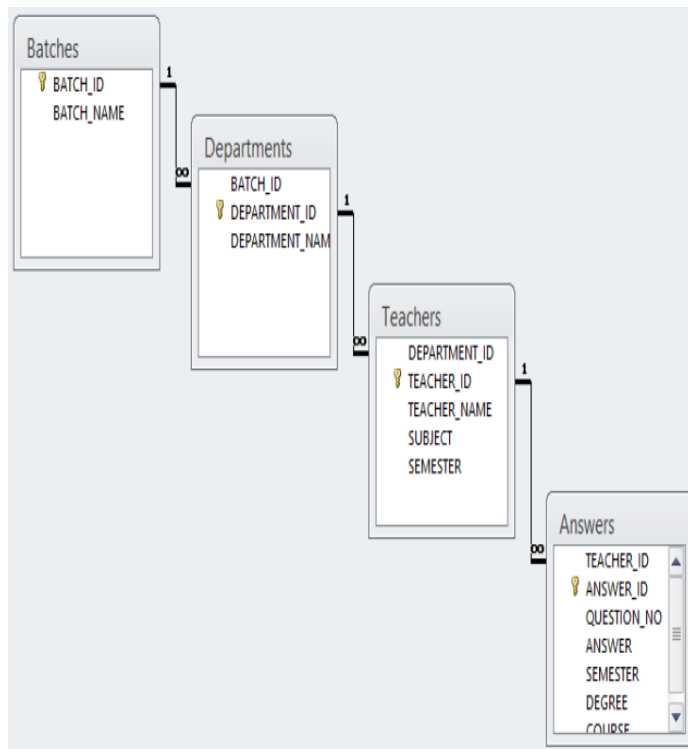 Batches
BATCH_ID
BATCH_NAME
1
∞
Departments
BATCH_ID
DEPARTMENT_ID
DEPARTMENT_NAM
1
∞
Teachers
DEPARTMENT_ID
TEACHER_ID
TEACHER_NAME
SUBJECT
SEMESTER
1
∞
Answers
TEACHER_ID
ANSWER_ID
QUESTION_NO
ANSWER
SEMESTER
DEGREE
COURSE